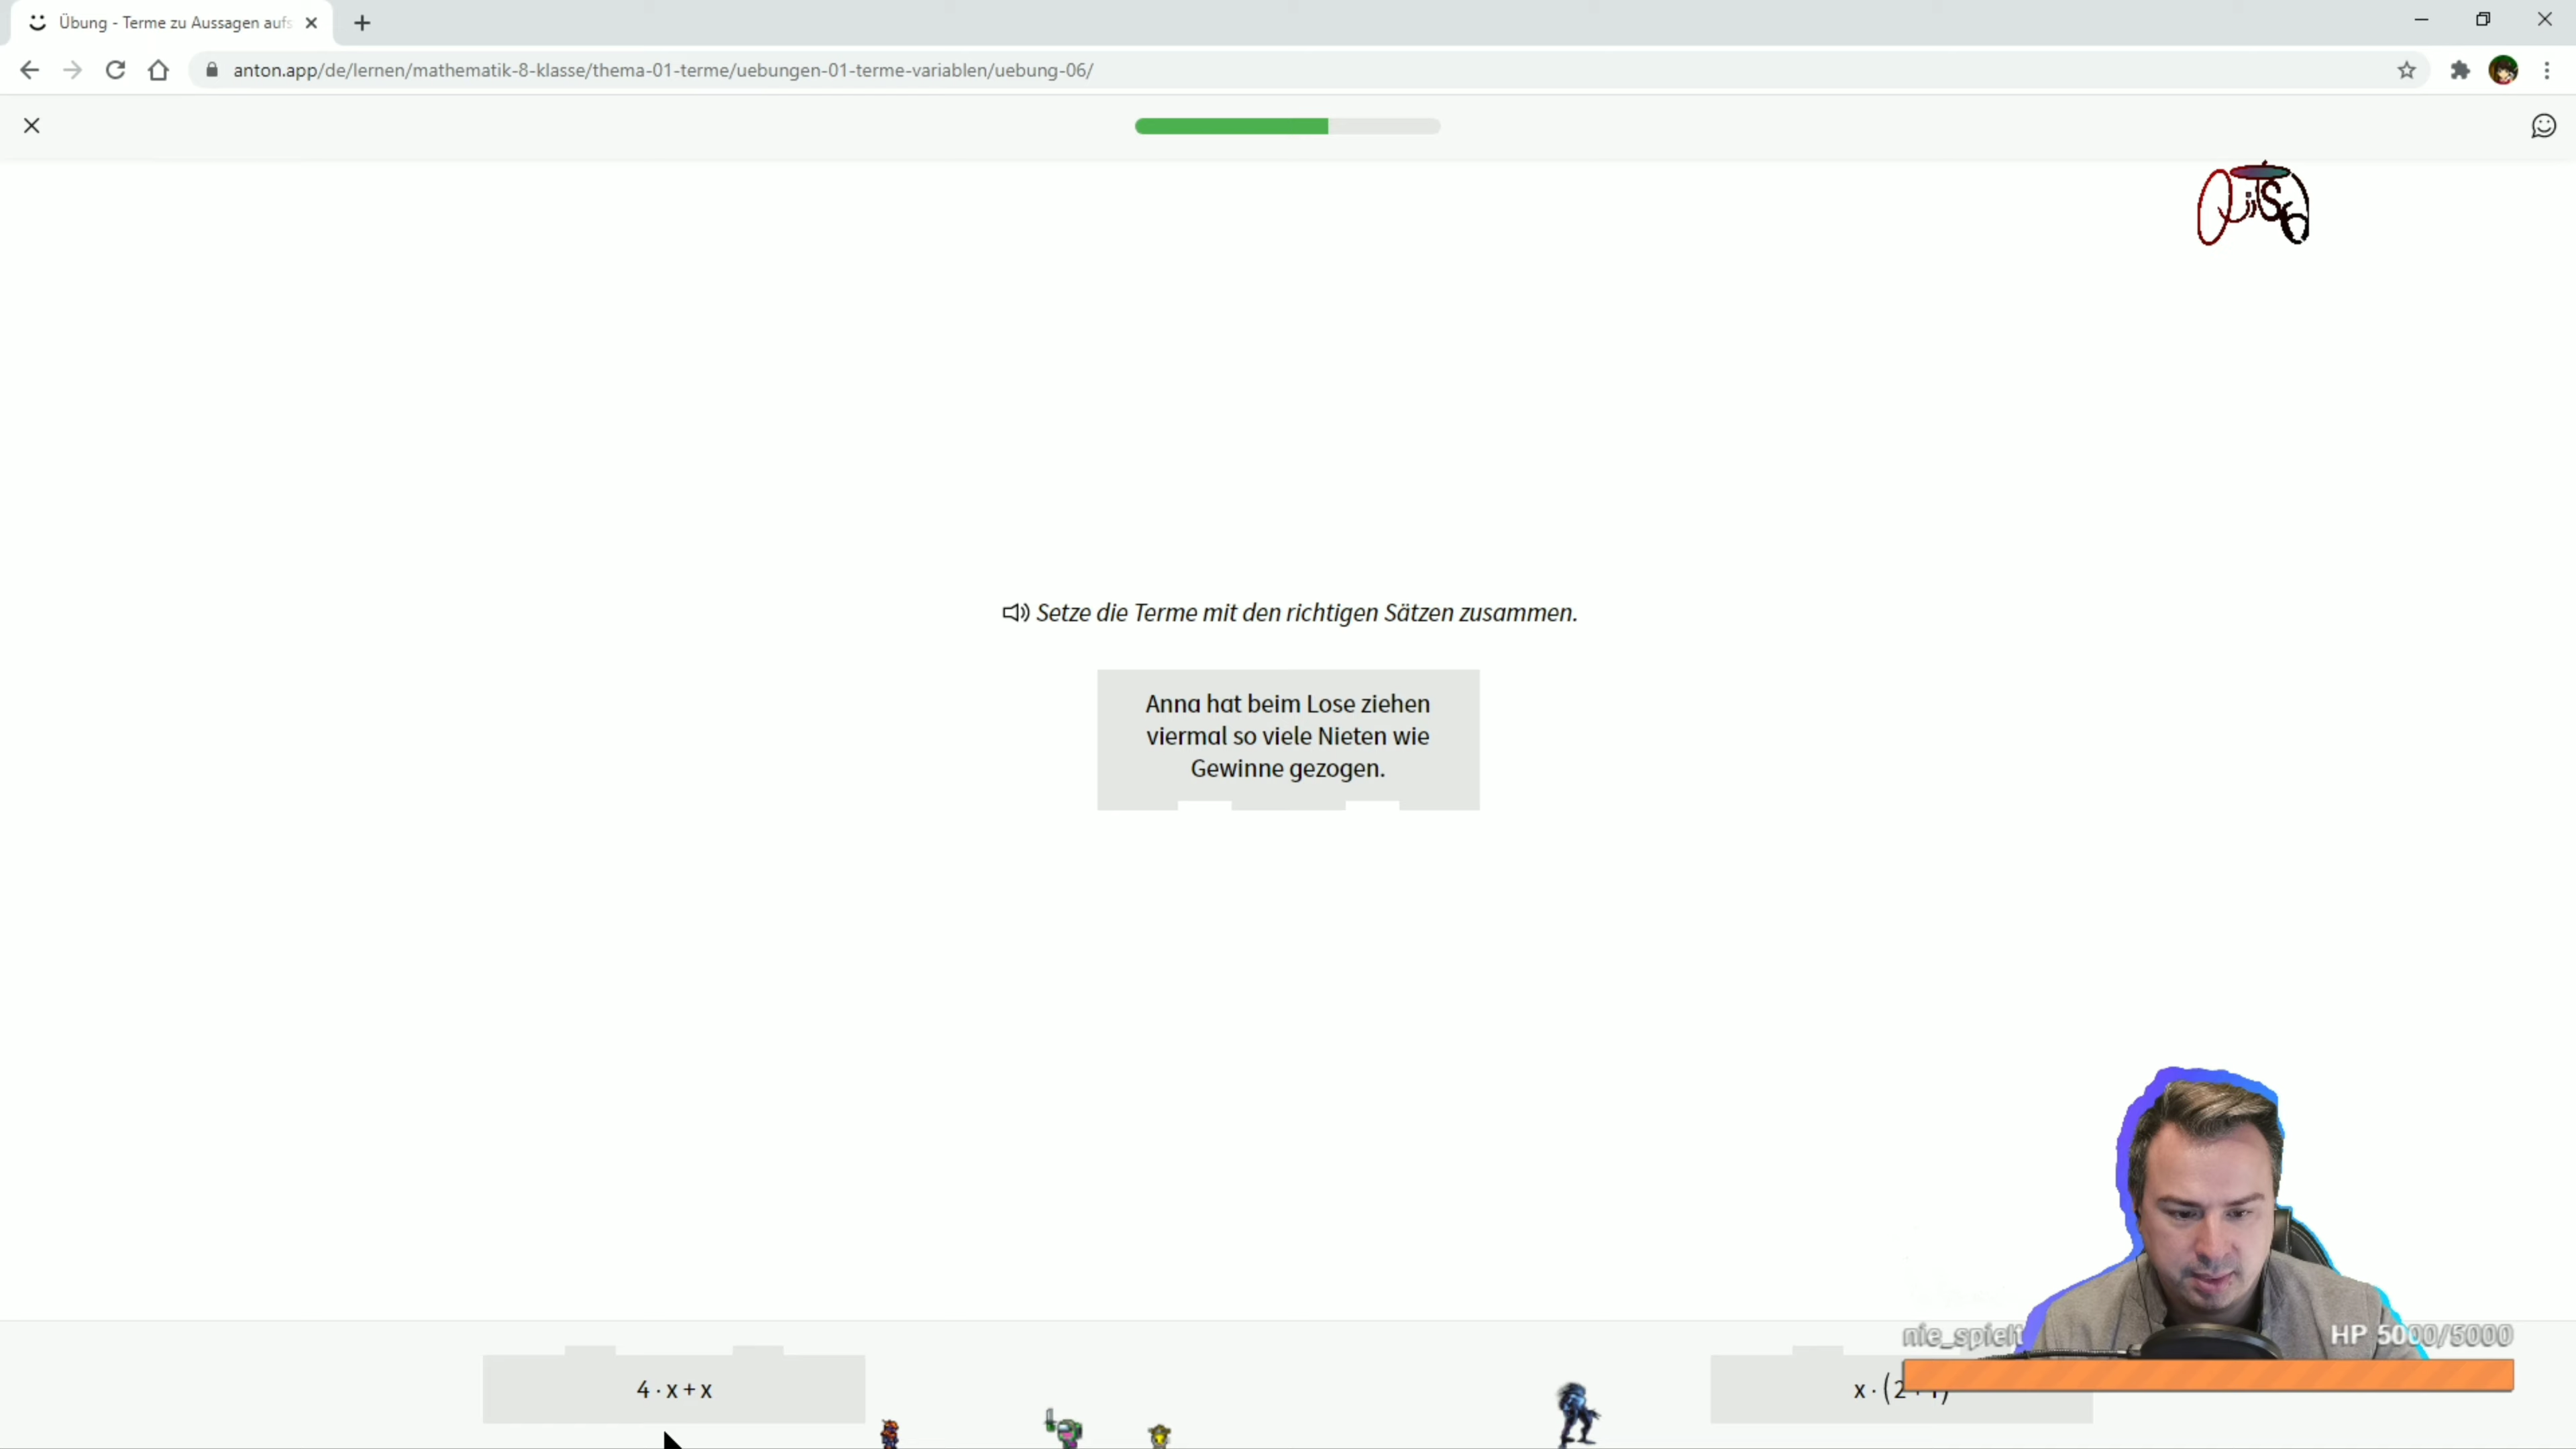 Übung - Terme zu Aussagen aufs
anton.app/de/lernen/mathematik-8-klasse/thema-01-terme/uebungen-01-terme-variablen/uebung-06/
Setze die Terme mit den richtigen Sätzen zusammen.
Anna hat beim Lose ziehen
viermal so viele Nieten wie
Gewinne gezogen.
nie_spielt
HP 5000/5000
4 · x + x
x · (2 +